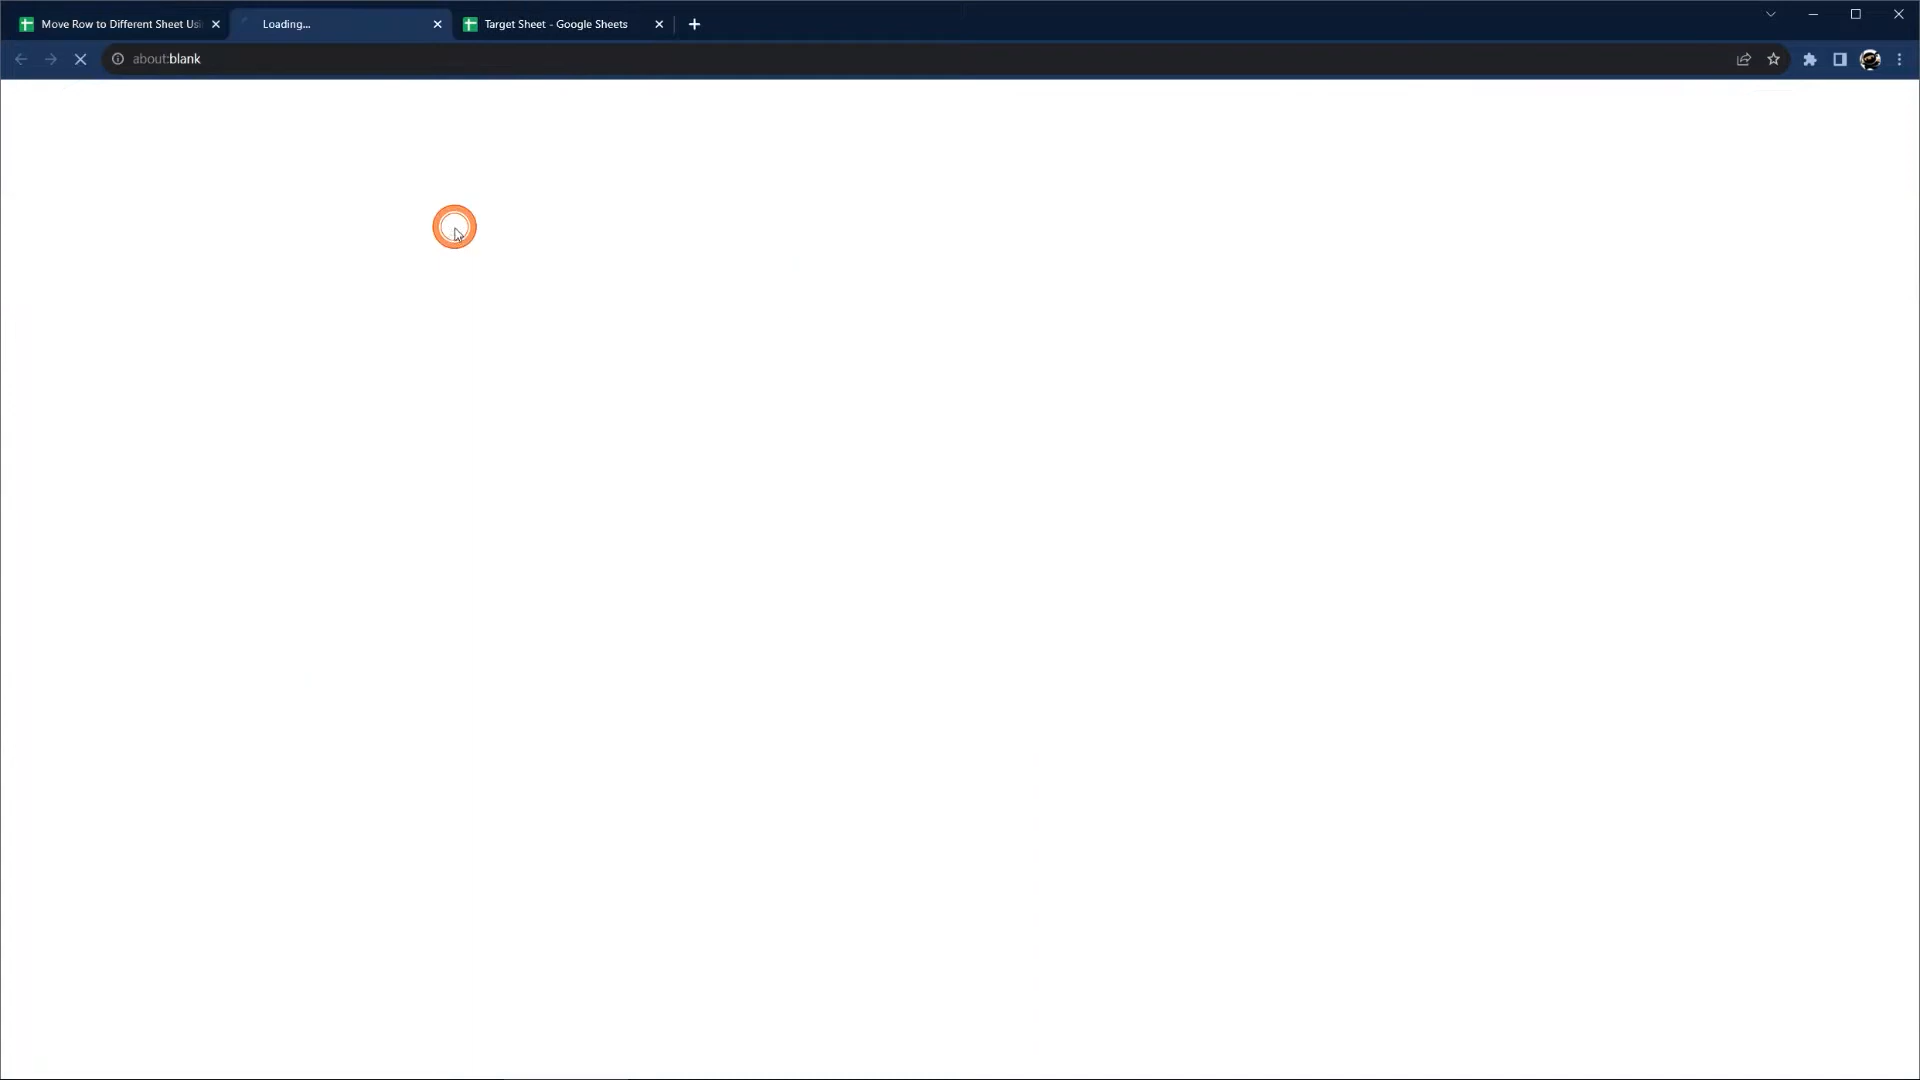 Move Row to Different Sheet Usi
Loading...
Target Sheet - Google Sheets
about:blank